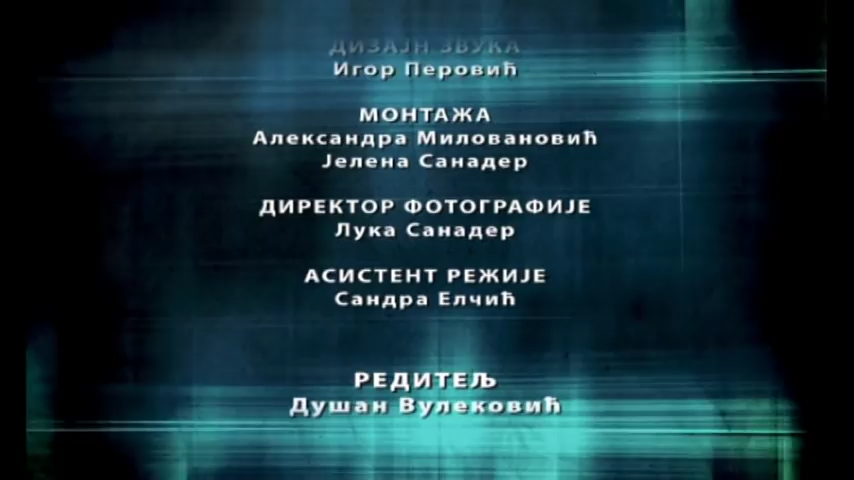 ДИЗАЈН ЗВУКА
Игор Перовић
МОНТАЖА
Александра Миловановић
Јелена Санадер
ДИРЕКТОР ФОТОГРАФИЈЕ
Лука Санадер
АСИСТЕНТ РЕЖИЈЕ
Сандра Елчић
РЕДИТЕЉ
Душан Вулековић